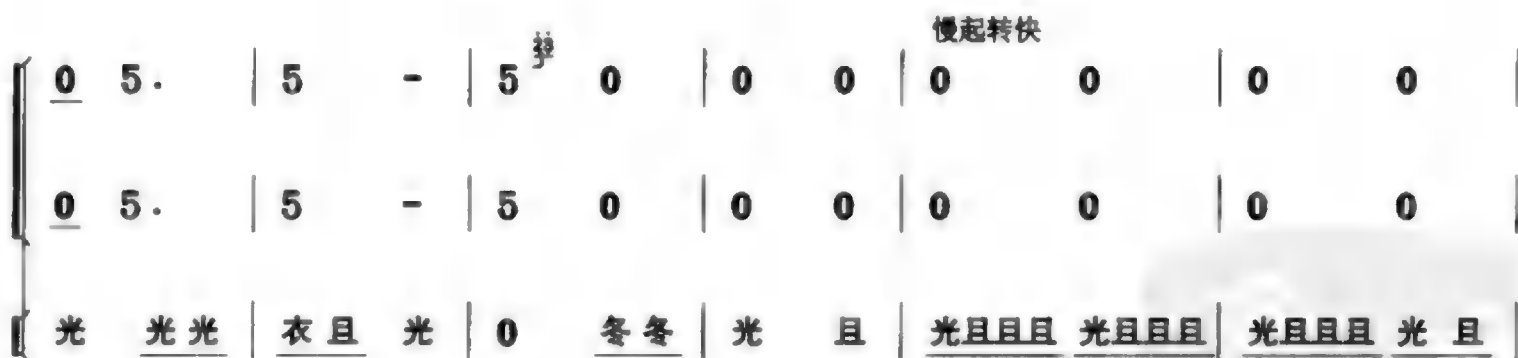 慢起转快
0 5. | 5 - | 5 0 | 0 0 | 0 0 | 0 0 |
0 5. | 5 - | 5 0 | 0 0 | 0 0 | 0 0 |
光 光光 | 衣且 光 | 0 冬冬 | 光 且 | 光且且且 光且且且 | 光且且且 光 且 |